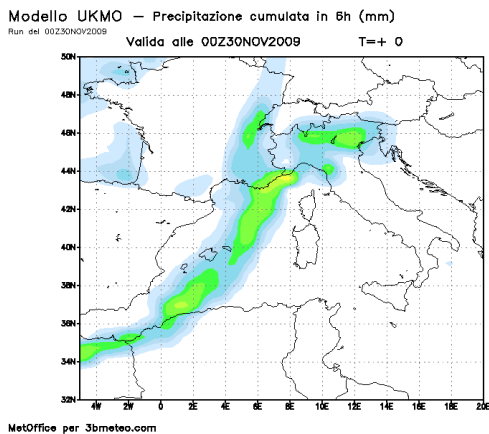 Modello UKMO – Precipitazione cumulata in 6h (mm)
Run del 00Z30NOV2009
Valida alle 00Z30NOV2009 T=+ 0
50N
48N
46N
44N
42N
40N
38N
36N
34N
32N
4W 2W 0 2E 4E 6E 8E 10E 12E 14E 16E 18E 20E
MetOffice per 3bmeteo.com